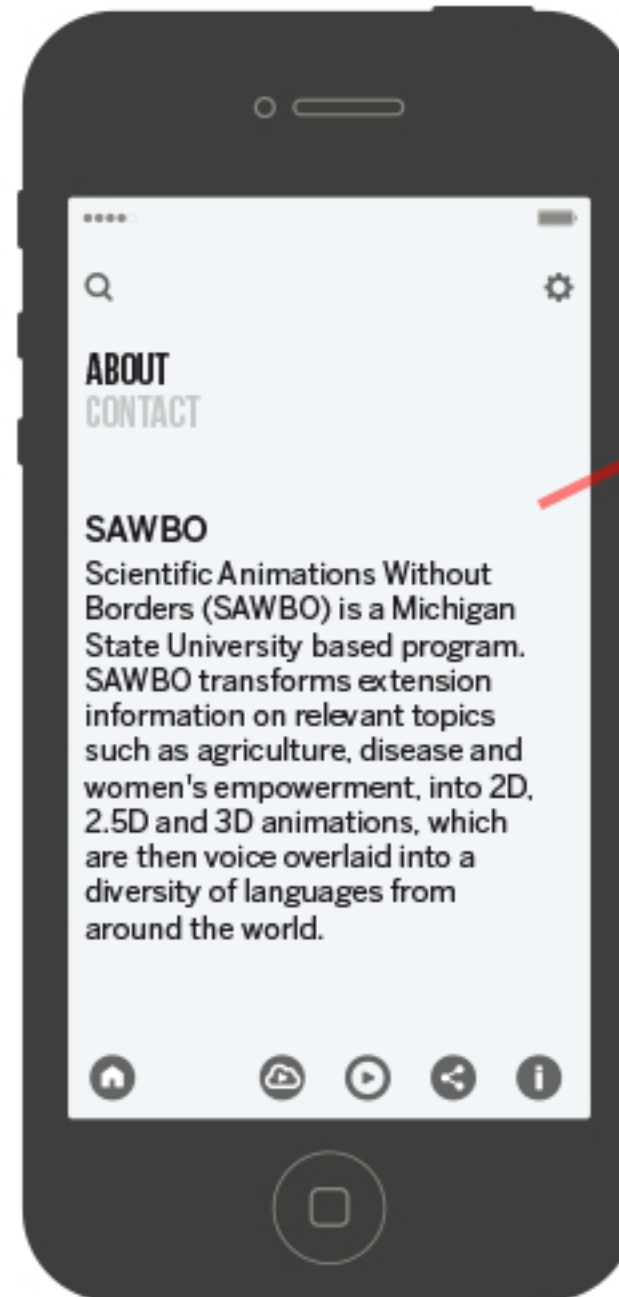 ABOUT
CONTACT
SAWBO
Scientific Animations Without
Borders (SAWBO) is a Michigan
State University based program.
SAWBO transforms extension
information on relevant topics
such as agriculture, disease and
women's empowerment, into 2D,
2.5D and 3D animations, which
are then voice overlaid into a
diversity of languages from
around the world.